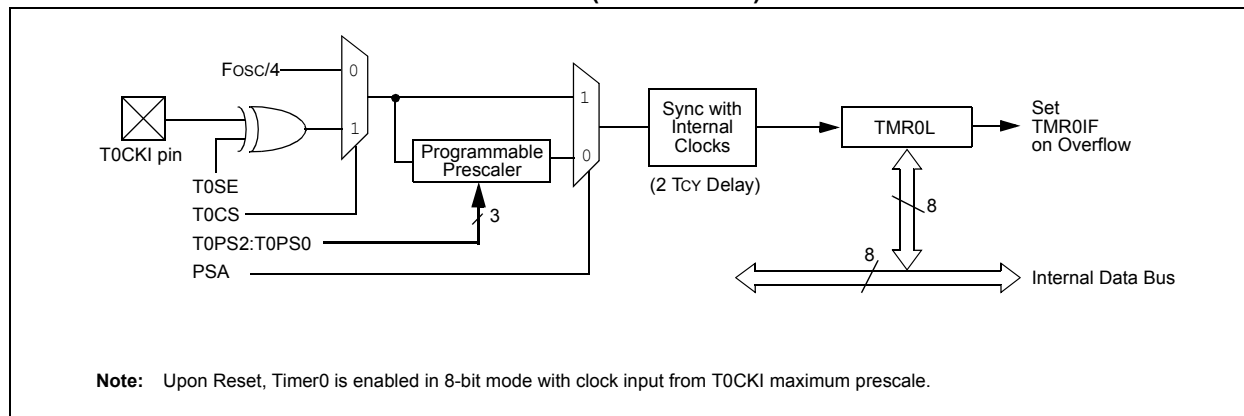 FOSC/4
0
1
T0CKI pin
T0SE
T0CS
T0PS2:T0PS0
PSA
Programmable
Prescaler
3
1
0
Sync with
Internal
Clocks
(2 TCY Delay)
TMR0L
Set
TMR0IF
on Overflow
8
8
Internal Data Bus
Note: Upon Reset, Timer0 is enabled in 8-bit mode with clock input from T0CKI maximum prescale.